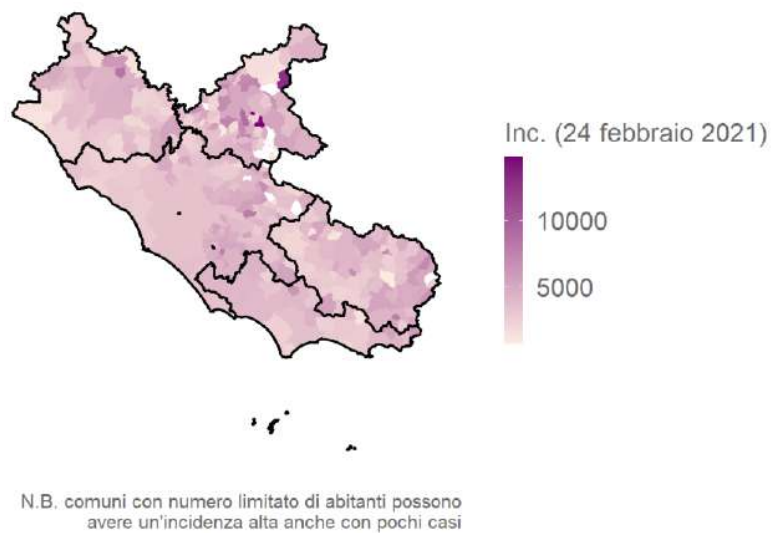 Inc. (24 febbraio 2021)
10000
5000
N.B. comuni con numero limitato di abitanti possono
avere un'incidenza alta anche con pochi casi